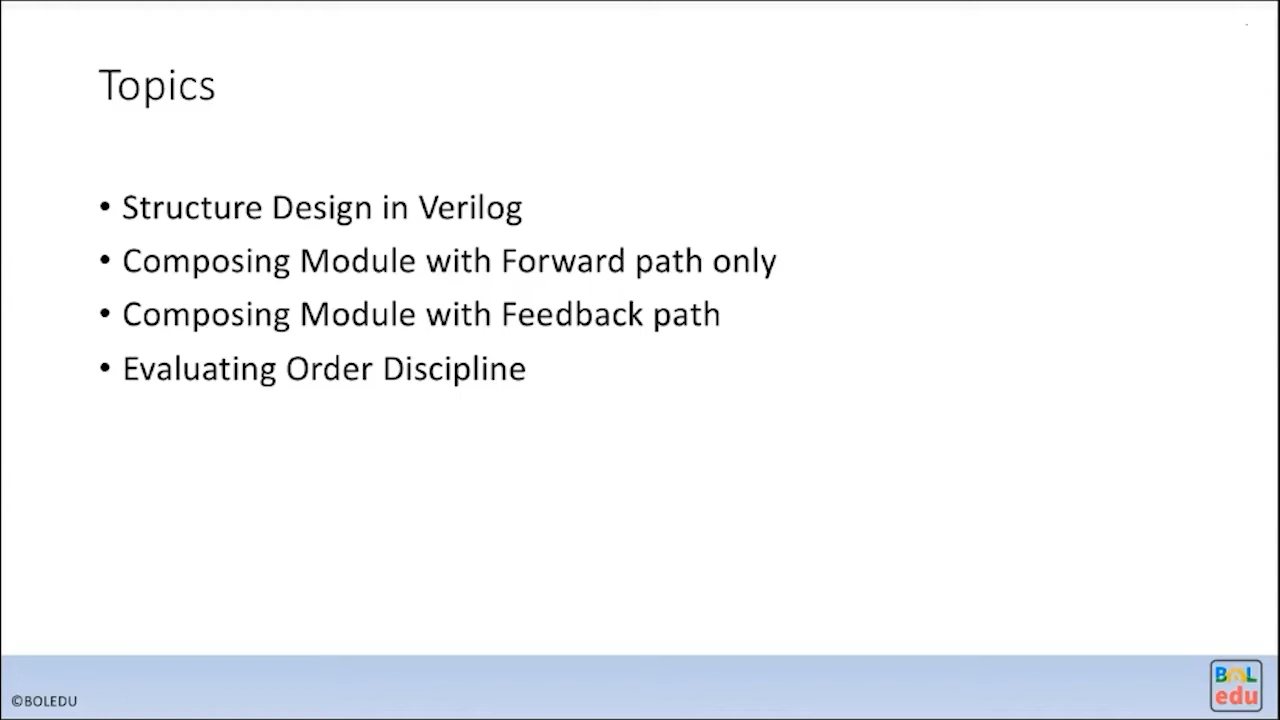 Topics
• Structure Design in Verilog
• Composing Module with Forward path only
• Composing Module with Feedback path
• Evaluating Order Discipline
©BOLEDU
BOL
edu